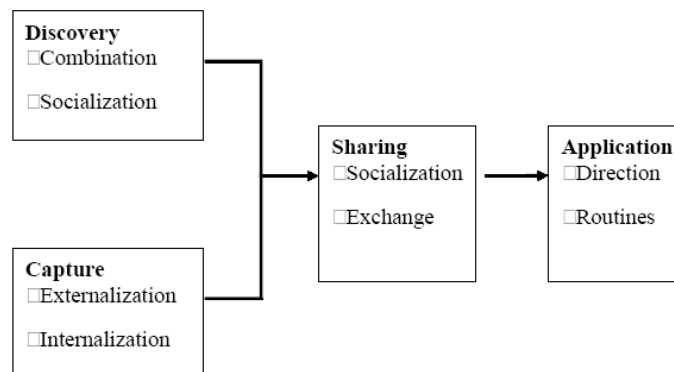 Discovery
□Combination
□Socialization
Sharing
□Socialization
□Exchange
Application
□Direction
□Routines
Capture
□Externalization
□Internalization